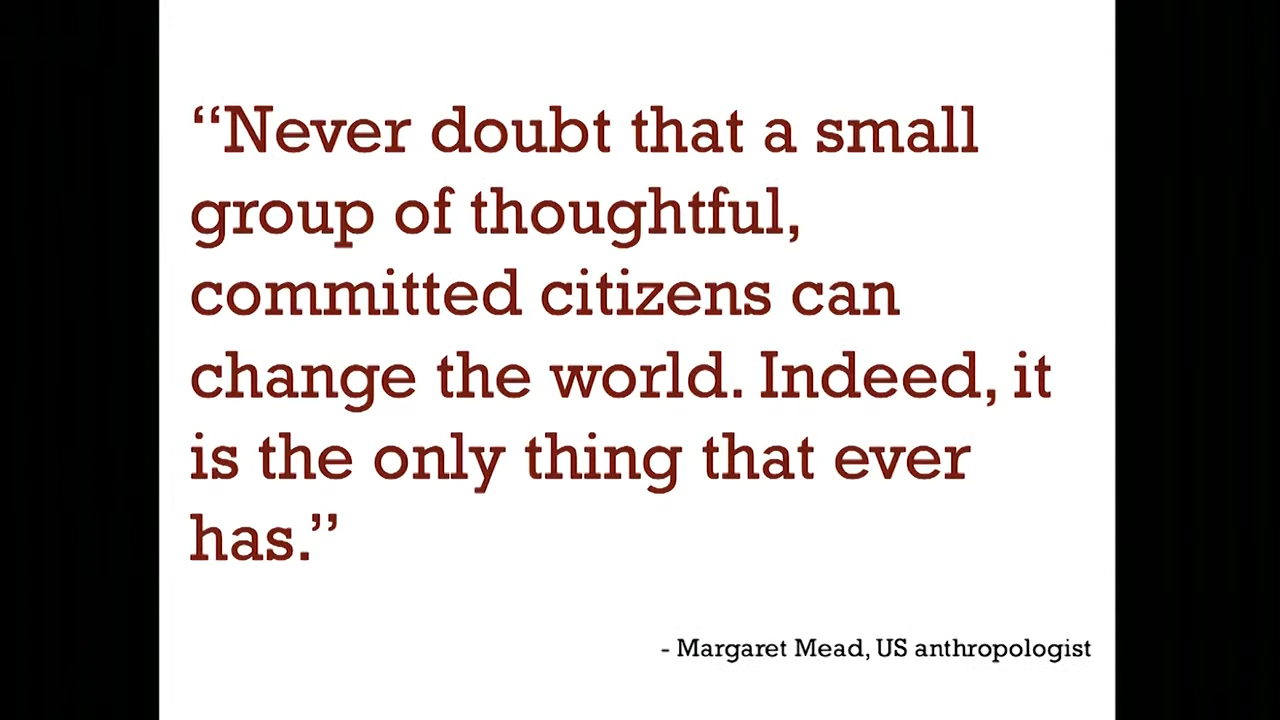 “Never doubt that a small
group of thoughtful,
committed citizens can
change the world. Indeed, it
is the only thing that ever
has.”
- Margaret Mead, US anthropologist